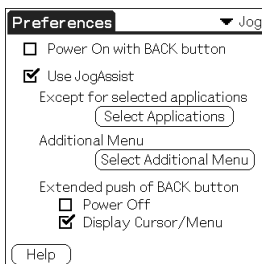 Preferences
Jog
Power On with BACK button
Use JogAssist
Except for selected applications
Select Applications
Additional Menu
Select Additional Menu
Extended push of BACK button
Power Off
Display Cursor/Menu
Help